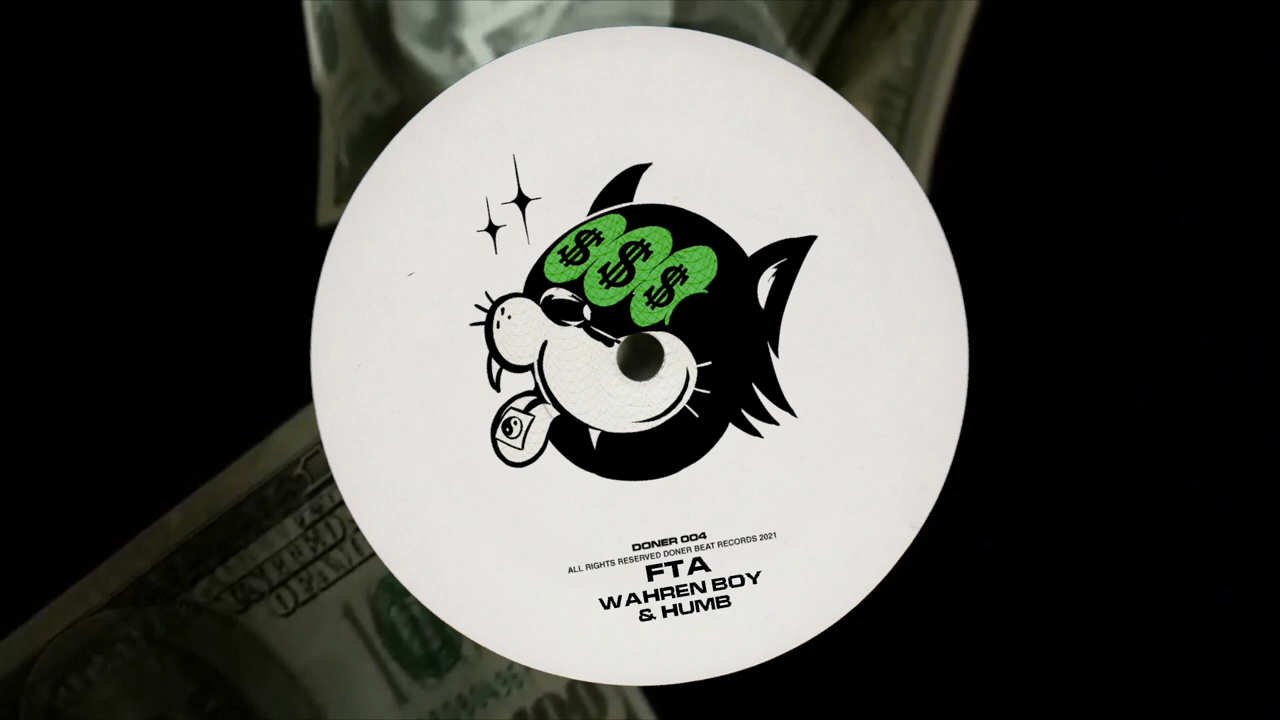 $ $ $
DONER 004
ALL RIGHTS RESERVED DONER BEAT RECORDS 2021
FTA
WAHREN BOY
& HUMB